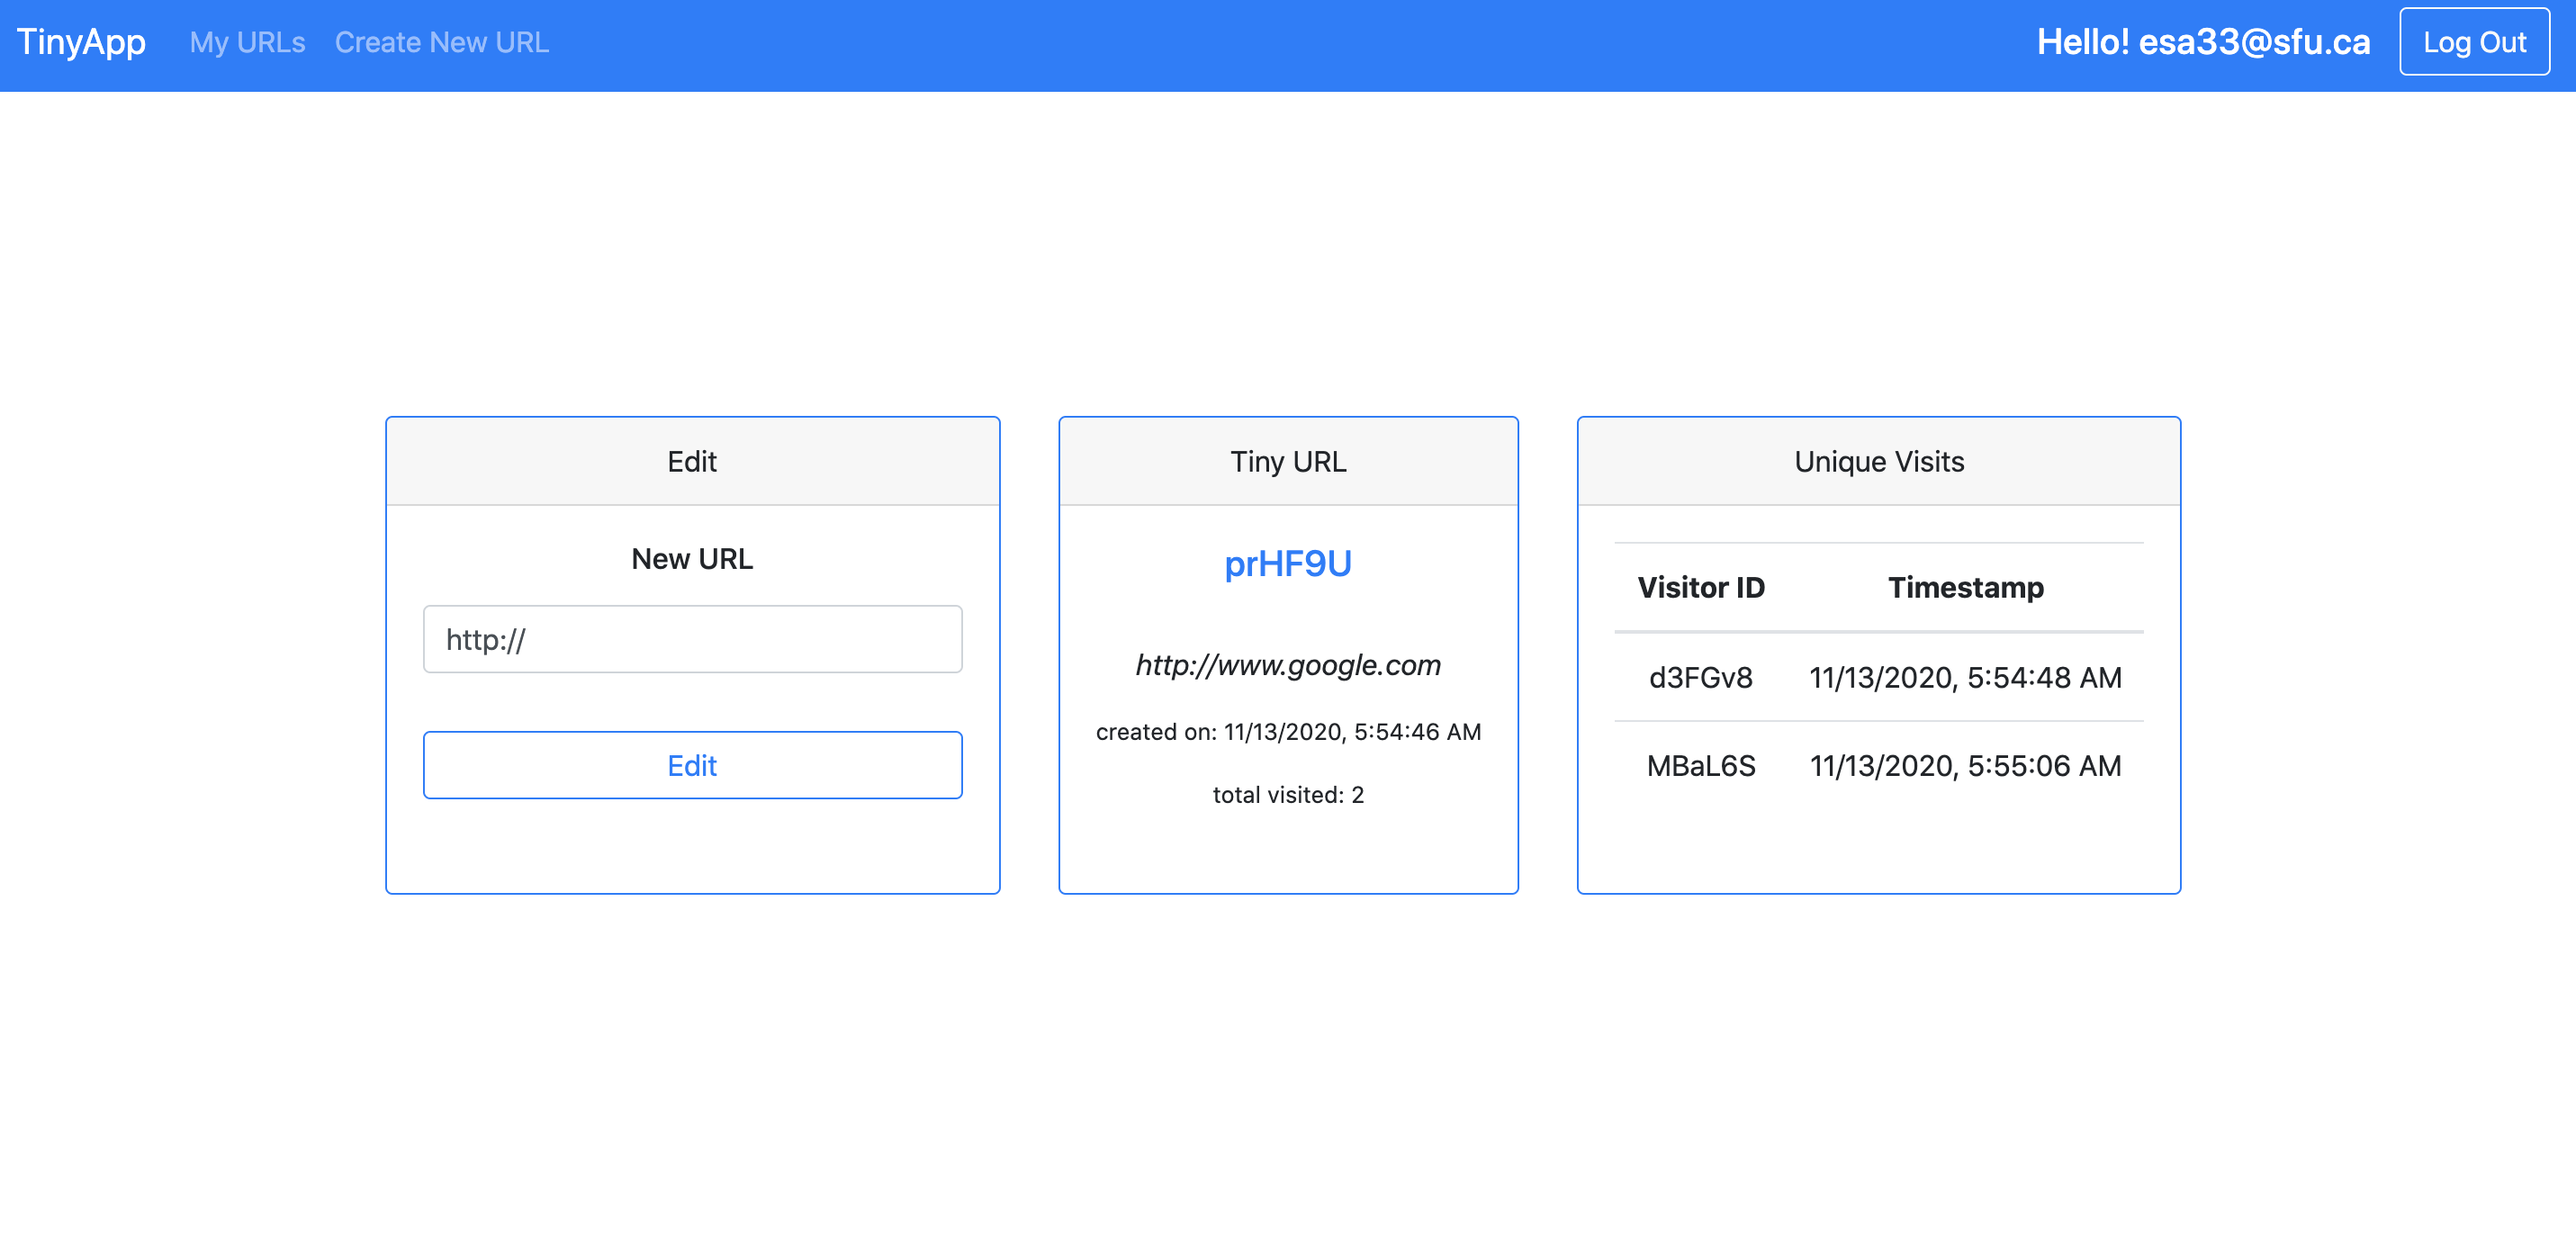 TinyApp My URLs Create New URL Hello! esa33@sfu.ca Log Out
Edit
New URL
http://
Edit
Tiny URL
prHF9U
http://www.google.com
created on: 11/13/2020, 5:54:46 AM
total visited: 2
Unique Visits
Visitor ID Timestamp
d3FGv8 11/13/2020, 5:54:48 AM
MBaL6S 11/13/2020, 5:55:06 AM